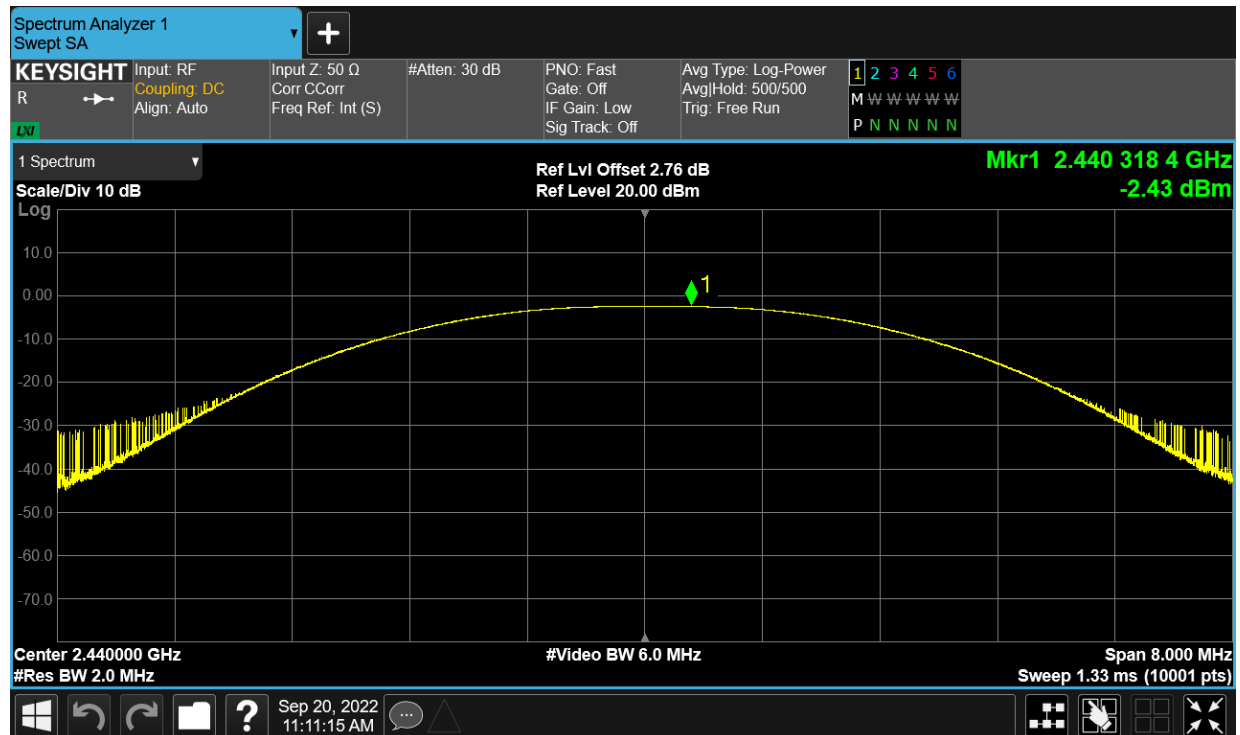 Spectrum Analyzer 1
Swept SA
KEYSIGHT
R
LXI
Input: RF
Coupling: DC
Align: Auto
Input Z: 50 Ω
Corr CCorr
Freq Ref: Int (S)
#Atten: 30 dB
PNO: Fast
Gate: Off
IF Gain: Low
Sig Track: Off
Avg Type: Log-Power
Avg|Hold: 500/500
Trig: Free Run
1 2 3 4 5 6
M W W W W W
P N N N N N
1 Spectrum
Scale/Div 10 dB
Log
Ref Lvl Offset 2.76 dB
Ref Level 20.00 dBm
Mkr1 2.440 318 4 GHz
-2.43 dBm
1
10.0
0.00
-10.0
-20.0
-30.0
-40.0
-50.0
-60.0
-70.0
Center 2.440000 GHz
#Res BW 2.0 MHz
#Video BW 6.0 MHz
Span 8.000 MHz
Sweep 1.33 ms (10001 pts)
?
Sep 20, 2022
11:11:15 AM